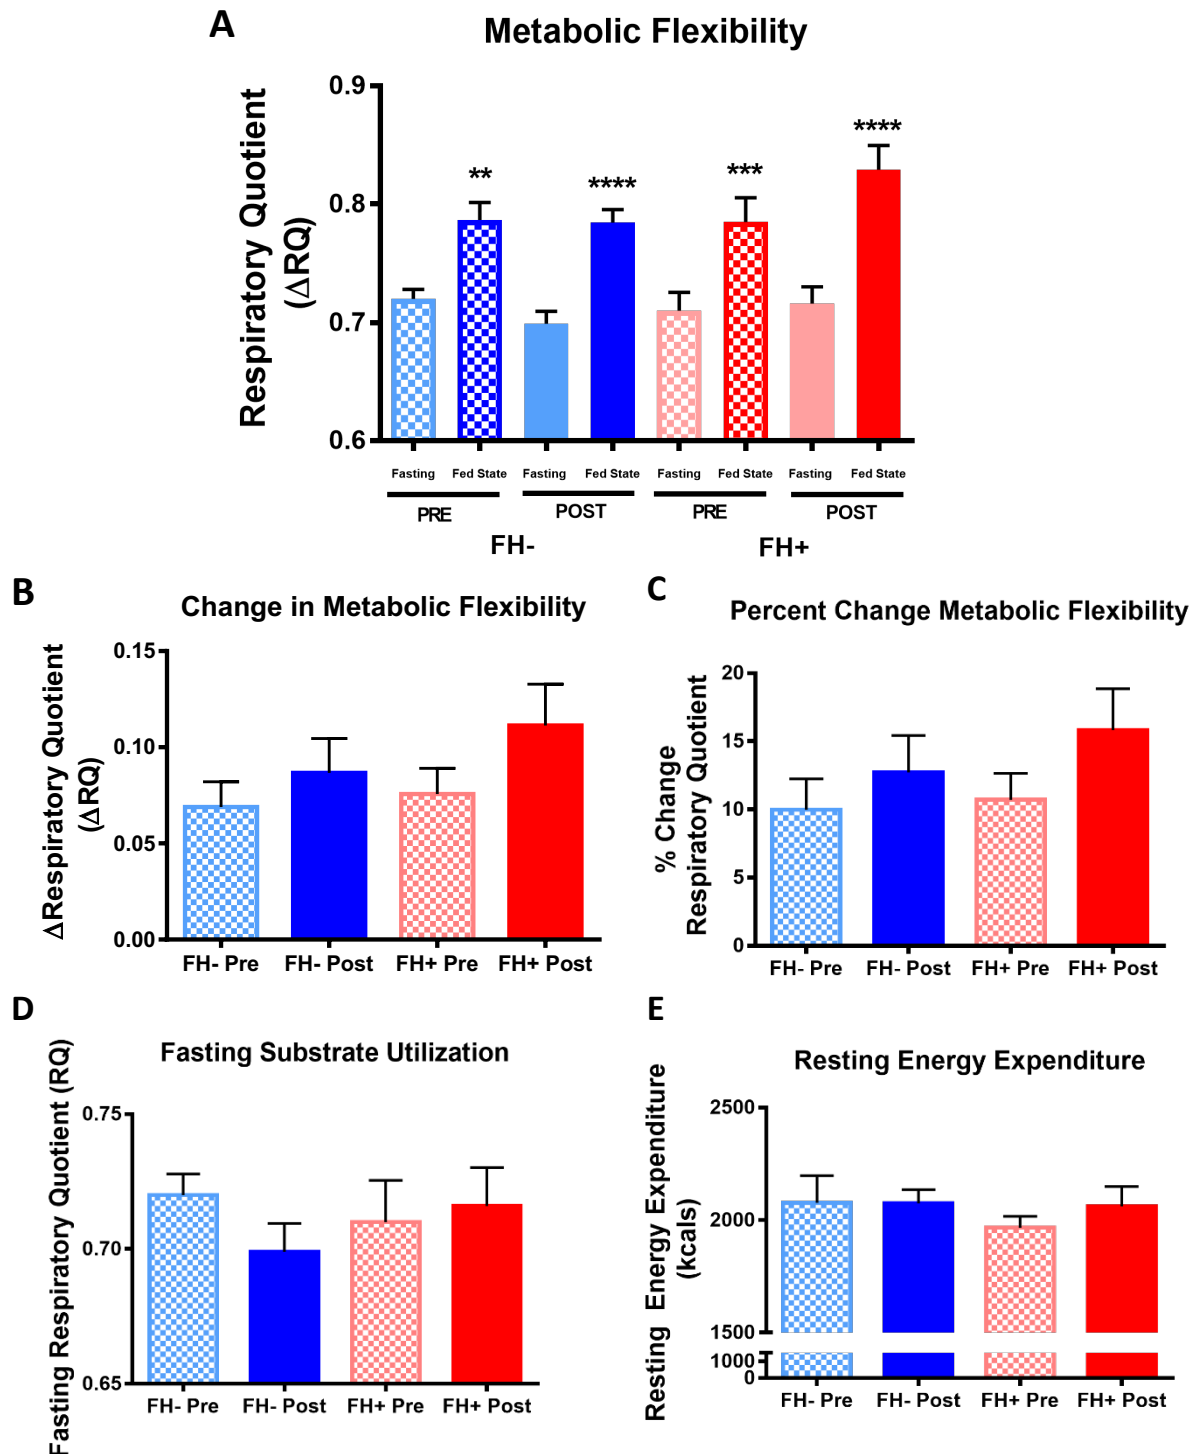 A
Metabolic Flexibility
Respiratory Quotient
(ΔRQ)
0.9
0.8
0.7
0.6
**
****
***
****
Fasting Fed State Fasting Fed State Fasting Fed State Fasting Fed State
PRE POST PRE POST
FH- FH+
B
Change in Metabolic Flexibility
ΔRespiratory Quotient
(ΔRQ)
0.15
0.10
0.05
0.00
FH- Pre FH- Post FH+ Pre FH+ Post
C
Percent Change Metabolic Flexibility
% Change
Respiratory Quotient
20
15
10
5
0
FH- Pre FH- Post FH+ Pre FH+ Post
D
Fasting Substrate Utilization
Fasting Respiratory Quotient (RQ)
0.75
0.70
0.65
FH- Pre FH- Post FH+ Pre FH+ Post
E
Resting Energy Expenditure
Resting Energy Expenditure
(kcals)
2500
2000
1500
1000
0
FH- Pre FH- Post FH+ Pre FH+ Post